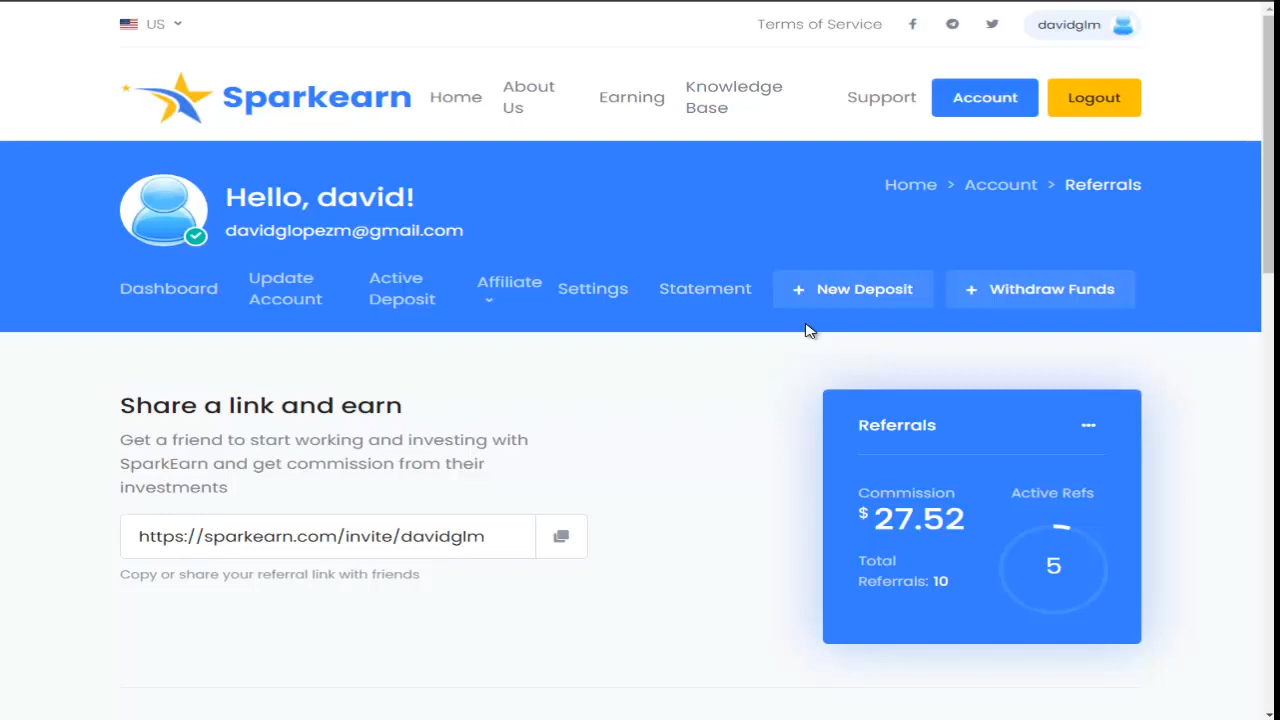 US
Terms of Service
davidglm
Sparkearn
Home
About
Us
Earning
Knowledge
Base
Support
Account
Logout
Hello, david!
davidglopezm@gmail.com
Home > Account > Referrals
Dashboard
Update
Account
Active
Deposit
Affiliate
Settings
Statement
+ New Deposit
+ Withdraw Funds
Share a link and earn
Get a friend to start working and investing with
SparkEarn and get commission from their
investments
https://sparkearn.com/invite/davidglm
Copy or share your referral link with friends
Referrals
Commission
$ 27.52
Total
Referrals: 10
Active Refs
5